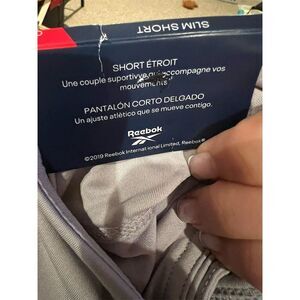 SLIM SHORT
SHORT ÉTROIT
Une couple suportivve accompagne vos
mouvements
PANTALÓN CORTO DELGADO
Un ajuste atlético que se mueve contigo.
Reebok
©2019 Reebok International Limited, Reebok®